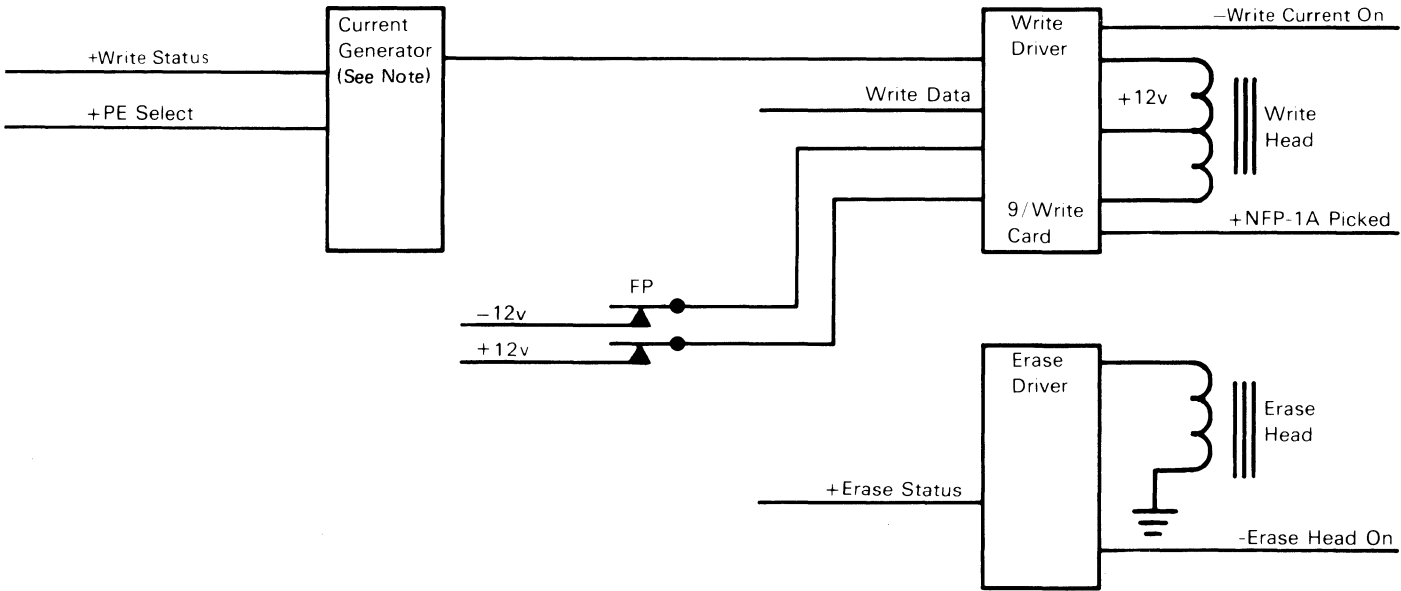 Current
Generator
(See Note)
+Write Status
+PE Select
Write
Driver
Write Data
9/Write
Card
−Write Current On
+12v
Write
Head
+NFP-1A Picked
FP
−12v
+12v
Erase
Driver
+Erase Status
Erase
Head
-Erase Head On